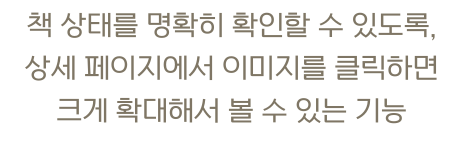 책 상태를 명확히 확인할 수 있도록,
상세 페이지에서 이미지를 클릭하면
크게 확대해서 볼 수 있는 기능